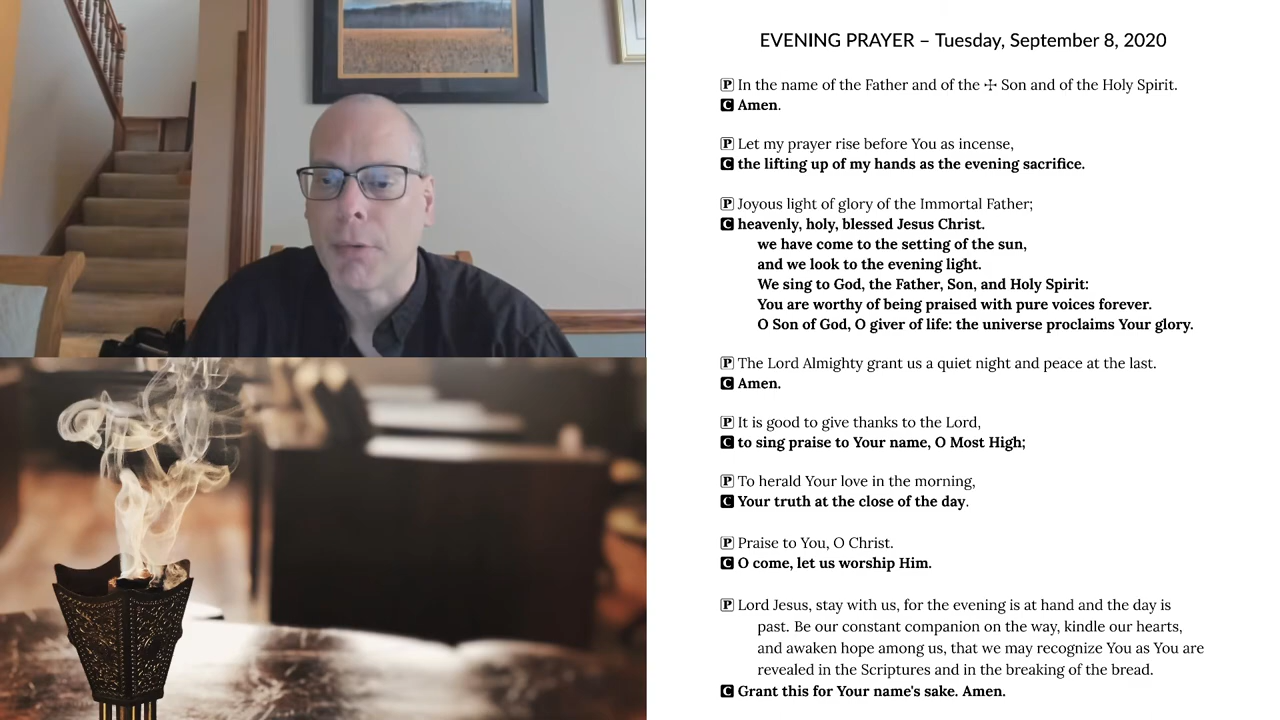 EVENING PRAYER – Tuesday, September 8, 2020
P In the name of the Father and of the ☩ Son and of the Holy Spirit.
C Amen.
P Let my prayer rise before You as incense,
C the lifting up of my hands as the evening sacrifice.
P Joyous light of glory of the Immortal Father;
C heavenly, holy, blessed Jesus Christ.
we have come to the setting of the sun,
and we look to the evening light.
We sing to God, the Father, Son, and Holy Spirit:
You are worthy of being praised with pure voices forever.
O Son of God, O giver of life: the universe proclaims Your glory.
P The Lord Almighty grant us a quiet night and peace at the last.
C Amen.
P It is good to give thanks to the Lord,
C to sing praise to Your name, O Most High;
P To herald Your love in the morning,
C Your truth at the close of the day.
P Praise to You, O Christ.
C O come, let us worship Him.
P Lord Jesus, stay with us, for the evening is at hand and the day is
past. Be our constant companion on the way, kindle our hearts,
and awaken hope among us, that we may recognize You as You are
revealed in the Scriptures and in the breaking of the bread.
C Grant this for Your name's sake. Amen.